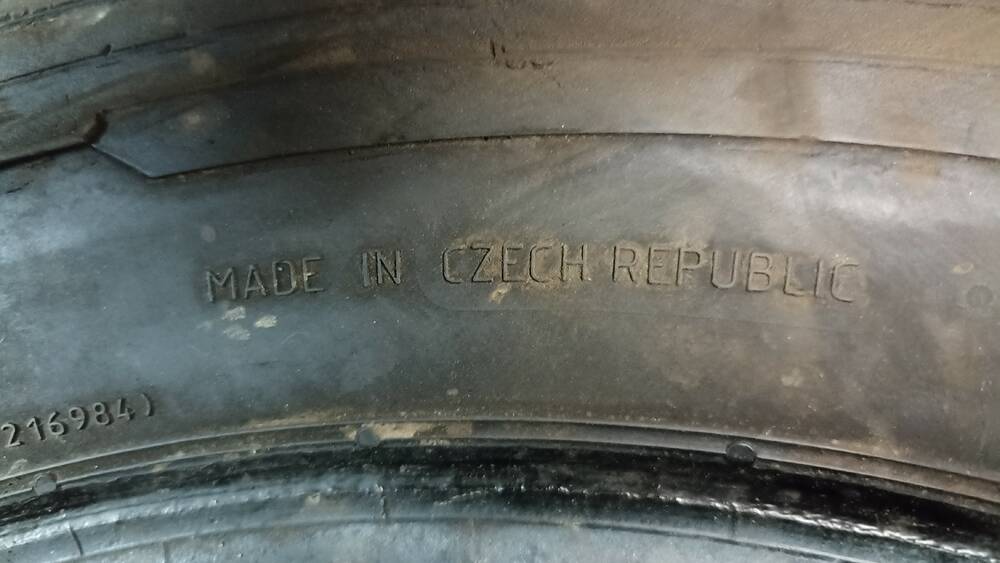 MADE IN CZECH REPUBLIC
216984)